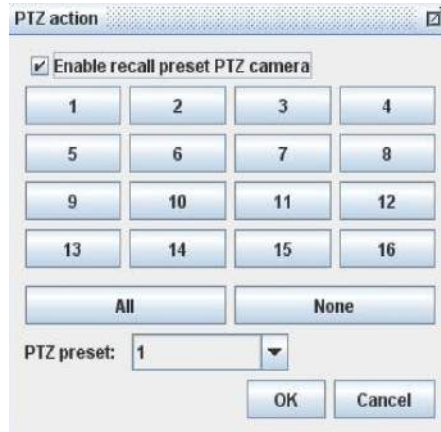 PTZ action
Enable recall preset PTZ camera
1 2 3 4
5 6 7 8
9 10 11 12
13 14 15 16
All None
PTZ preset: 1
OK Cancel